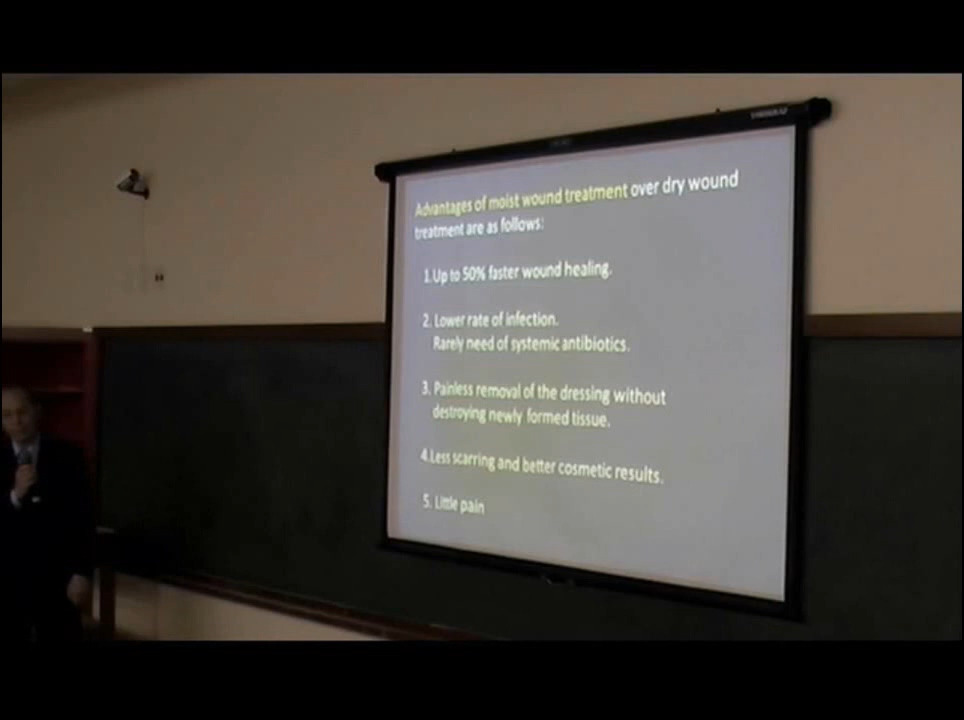 Advantages of moist wound treatment over dry wound
treatment are as follows:
1.Up to 50% faster wound healing.
2. Lower rate of infection.
Rarely need of systemic antibiotics.
3. Painless removal of the dressing without
destroying newly formed tissue.
4.Less scarring and better cosmetic results.
5. Little pain